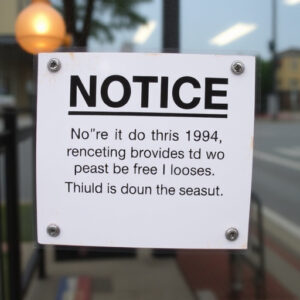 NOTICE
No"re it do thris 1994,
renceting brovides td wo
peast be free I looses.
Thiuld is doun the seasut.